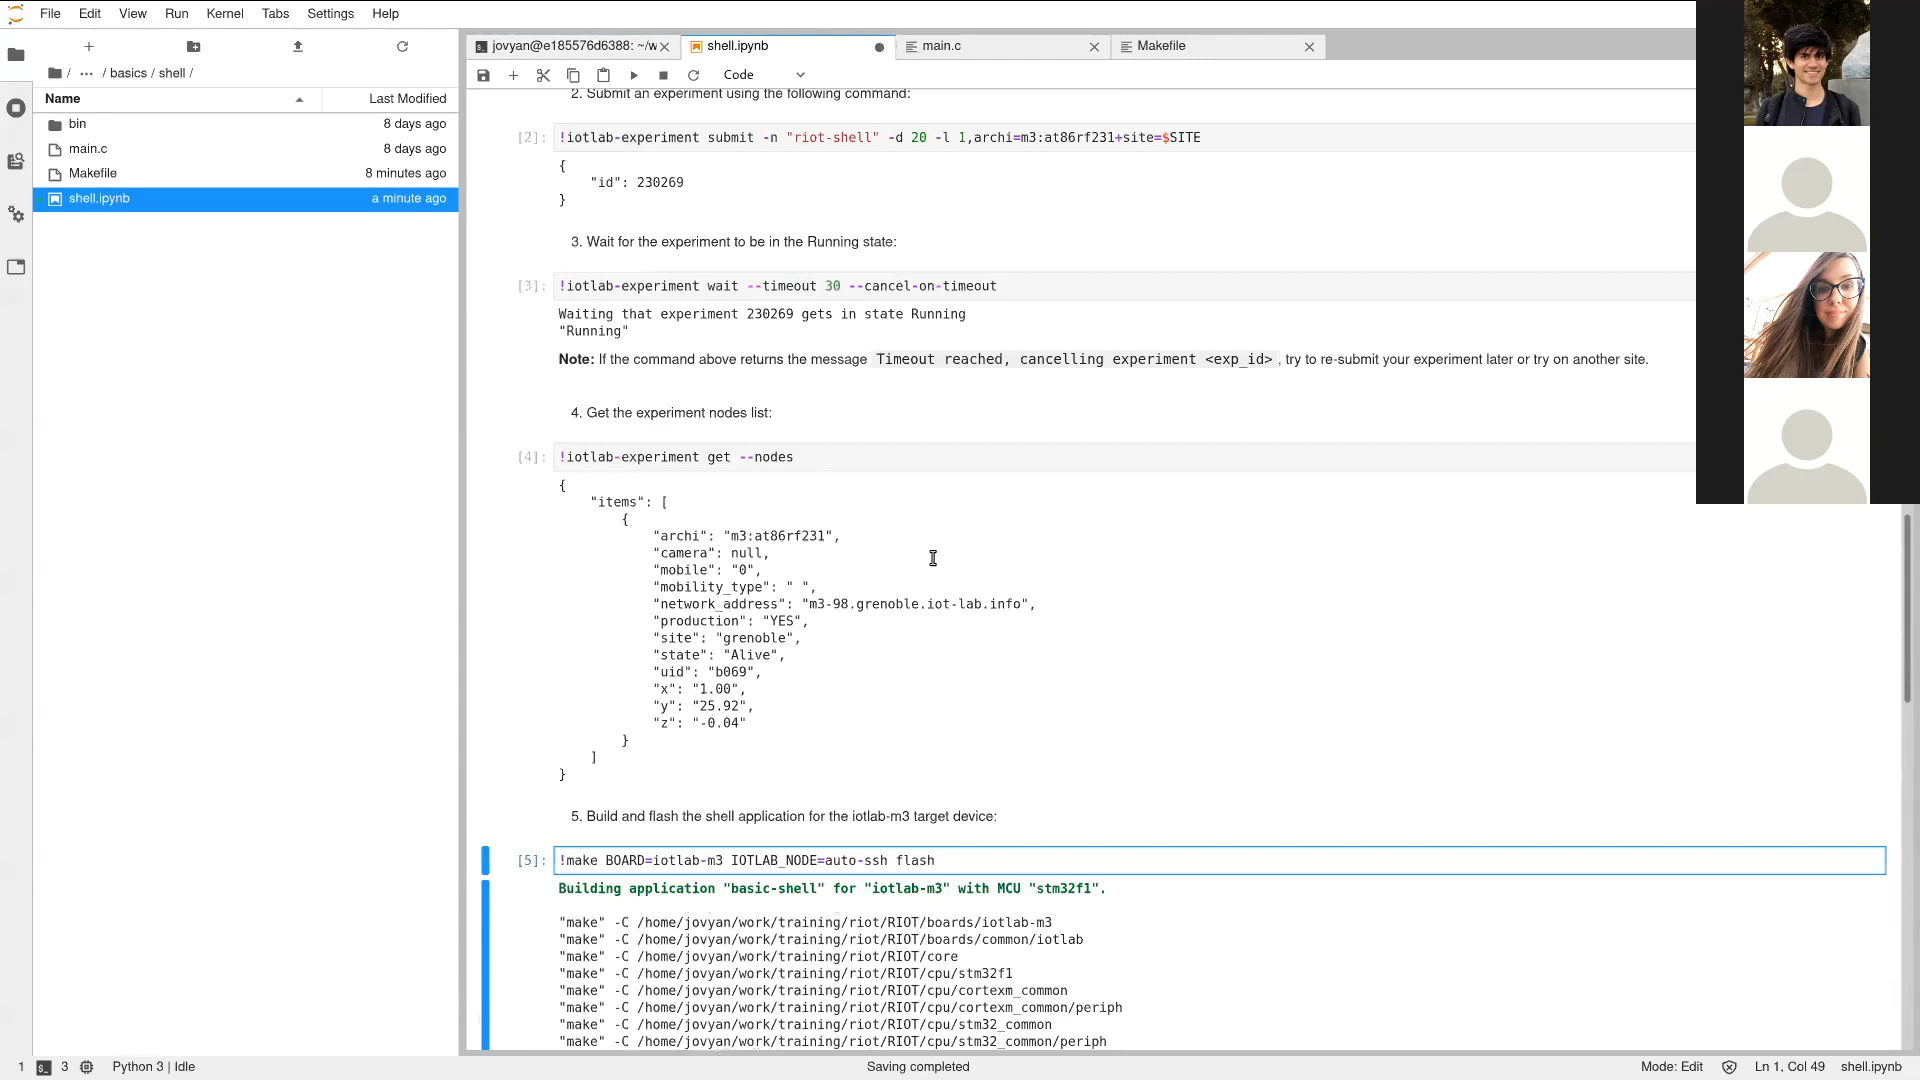 File Edit View Run Kernel Tabs Settings Help
jovyan@e185576d6388: ~/w
shell.ipynb
main.c
Makefile
/ ··· / basics / shell /
Code
Name Last Modified
bin 8 days ago
main.c 8 days ago
Makefile 8 minutes ago
shell.ipynb a minute ago
2. Submit an experiment using the following command:
[2]: !iotlab-experiment submit -n "riot-shell" -d 20 -l 1,archi=m3:at86rf231+site=$SITE
{
"id": 230269
}
3. Wait for the experiment to be in the Running state:
[3]: !iotlab-experiment wait --timeout 30 --cancel-on-timeout
Waiting that experiment 230269 gets in state Running
"Running"
Note: If the command above returns the message Timeout reached, cancelling experiment <exp_id> , try to re-submit your experiment later or try on another site.
4. Get the experiment nodes list:
[4]: !iotlab-experiment get --nodes
{
"items": [
{
"archi": "m3:at86rf231",
"camera": null,
"mobile": "0",
"mobility_type": " ",
"network_address": "m3-98.grenoble.iot-lab.info",
"production": "YES",
"site": "grenoble",
"state": "Alive",
"uid": "b069",
"x": "1.00",
"y": "25.92",
"z": "-0.04"
}
]
}
5. Build and flash the shell application for the iotlab-m3 target device:
[5]: !make BOARD=iotlab-m3 IOTLAB_NODE=auto-ssh flash
Building application "basic-shell" for "iotlab-m3" with MCU "stm32f1".
"make" -C /home/jovyan/work/training/riot/RIOT/boards/iotlab-m3
"make" -C /home/jovyan/work/training/riot/RIOT/boards/common/iotlab
"make" -C /home/jovyan/work/training/riot/RIOT/core
"make" -C /home/jovyan/work/training/riot/RIOT/cpu/stm32f1
"make" -C /home/jovyan/work/training/riot/RIOT/cpu/cortexm_common
"make" -C /home/jovyan/work/training/riot/RIOT/cpu/cortexm_common/periph
"make" -C /home/jovyan/work/training/riot/RIOT/cpu/stm32_common
"make" -C /home/jovyan/work/training/riot/RIOT/cpu/stm32_common/periph
1 $_ 3 Python 3 | Idle Saving completed Mode: Edit Ln 1, Col 49 shell.ipynb